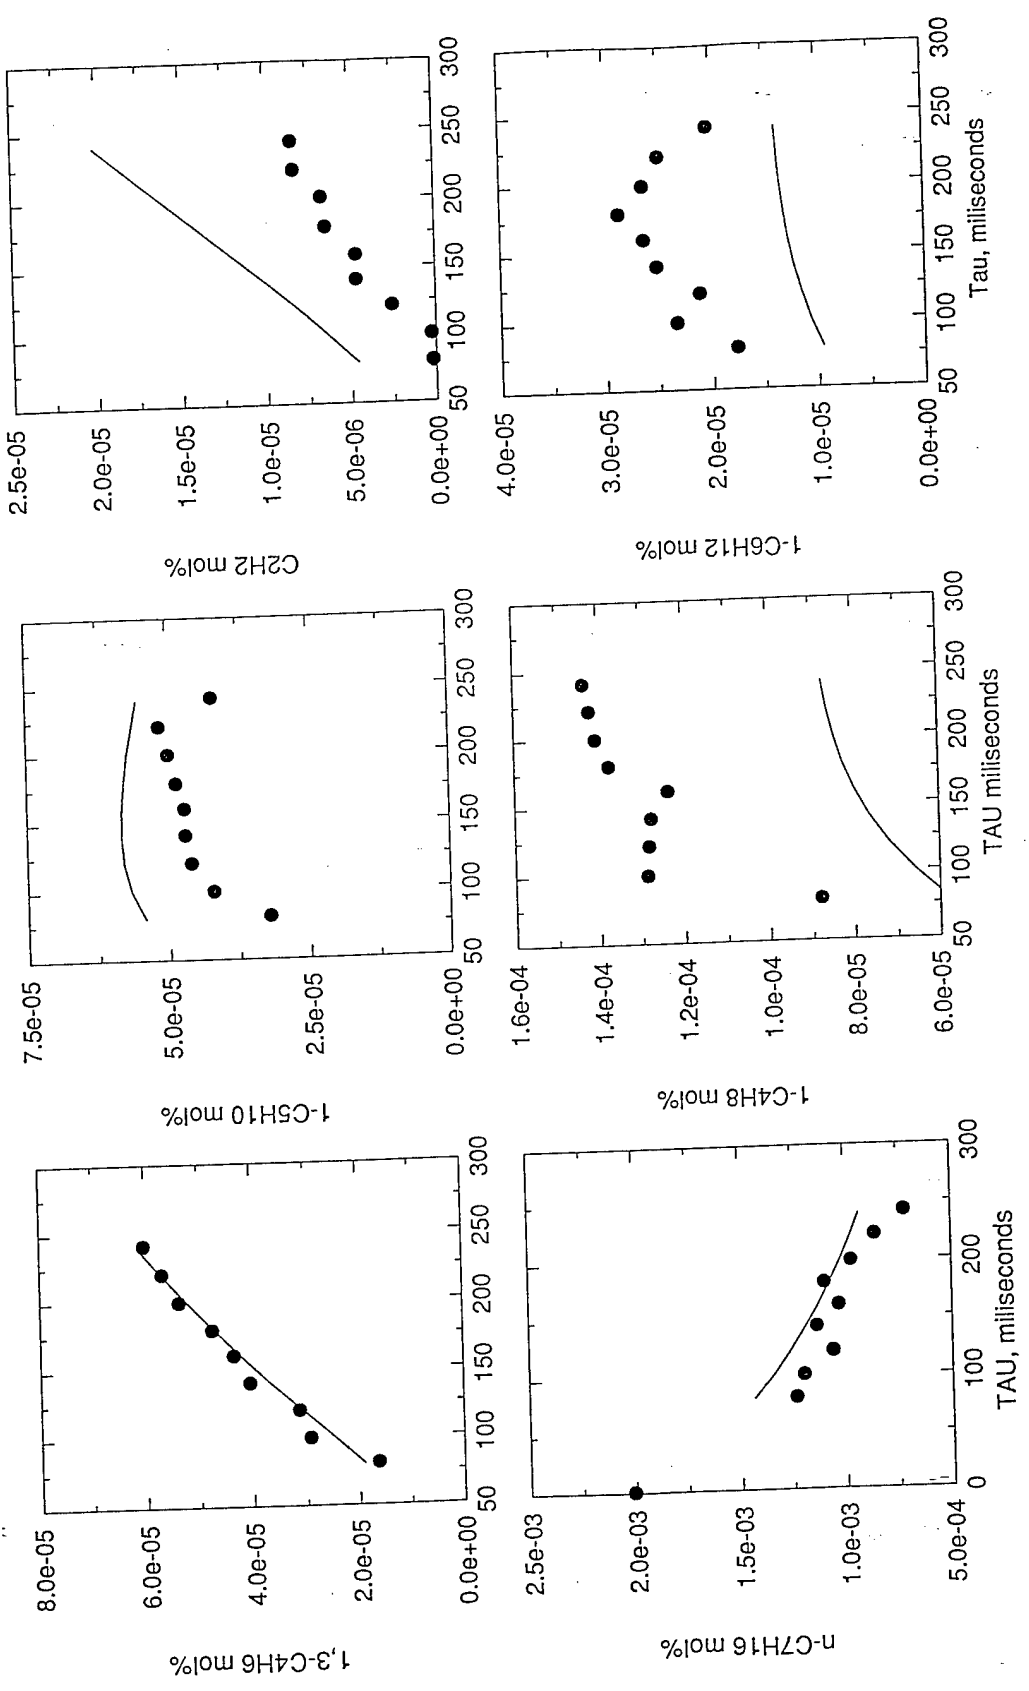 1,3-C4H6 mol%
8.0e-05
6.0e-05
4.0e-05
2.0e-05
0.0e+00
50 100 150 200 250 300
1-C5H10 mol%
7.5e-05
5.0e-05
2.5e-05
0.0e+00
50 100 150 200 250 300
C2H2 mol%
2.5e-05
2.0e-05
1.5e-05
1.0e-05
5.0e-06
0.0e+00
50 100 150 200 250 300
n-C7H16 mol%
2.5e-03
2.0e-03
1.5e-03
1.0e-03
5.0e-04
0 100 200 300
TAU, miliseconds
1-C4H8 mol%
1.6e-04
1.4e-04
1.2e-04
1.0e-04
8.0e-05
6.0e-05
50 100 150 200 250 300
TAU miliseconds
1-C6H12 mol%
4.0e-05
3.0e-05
2.0e-05
1.0e-05
0.0e+00
50 100 150 200 250 300
Tau, miliseconds